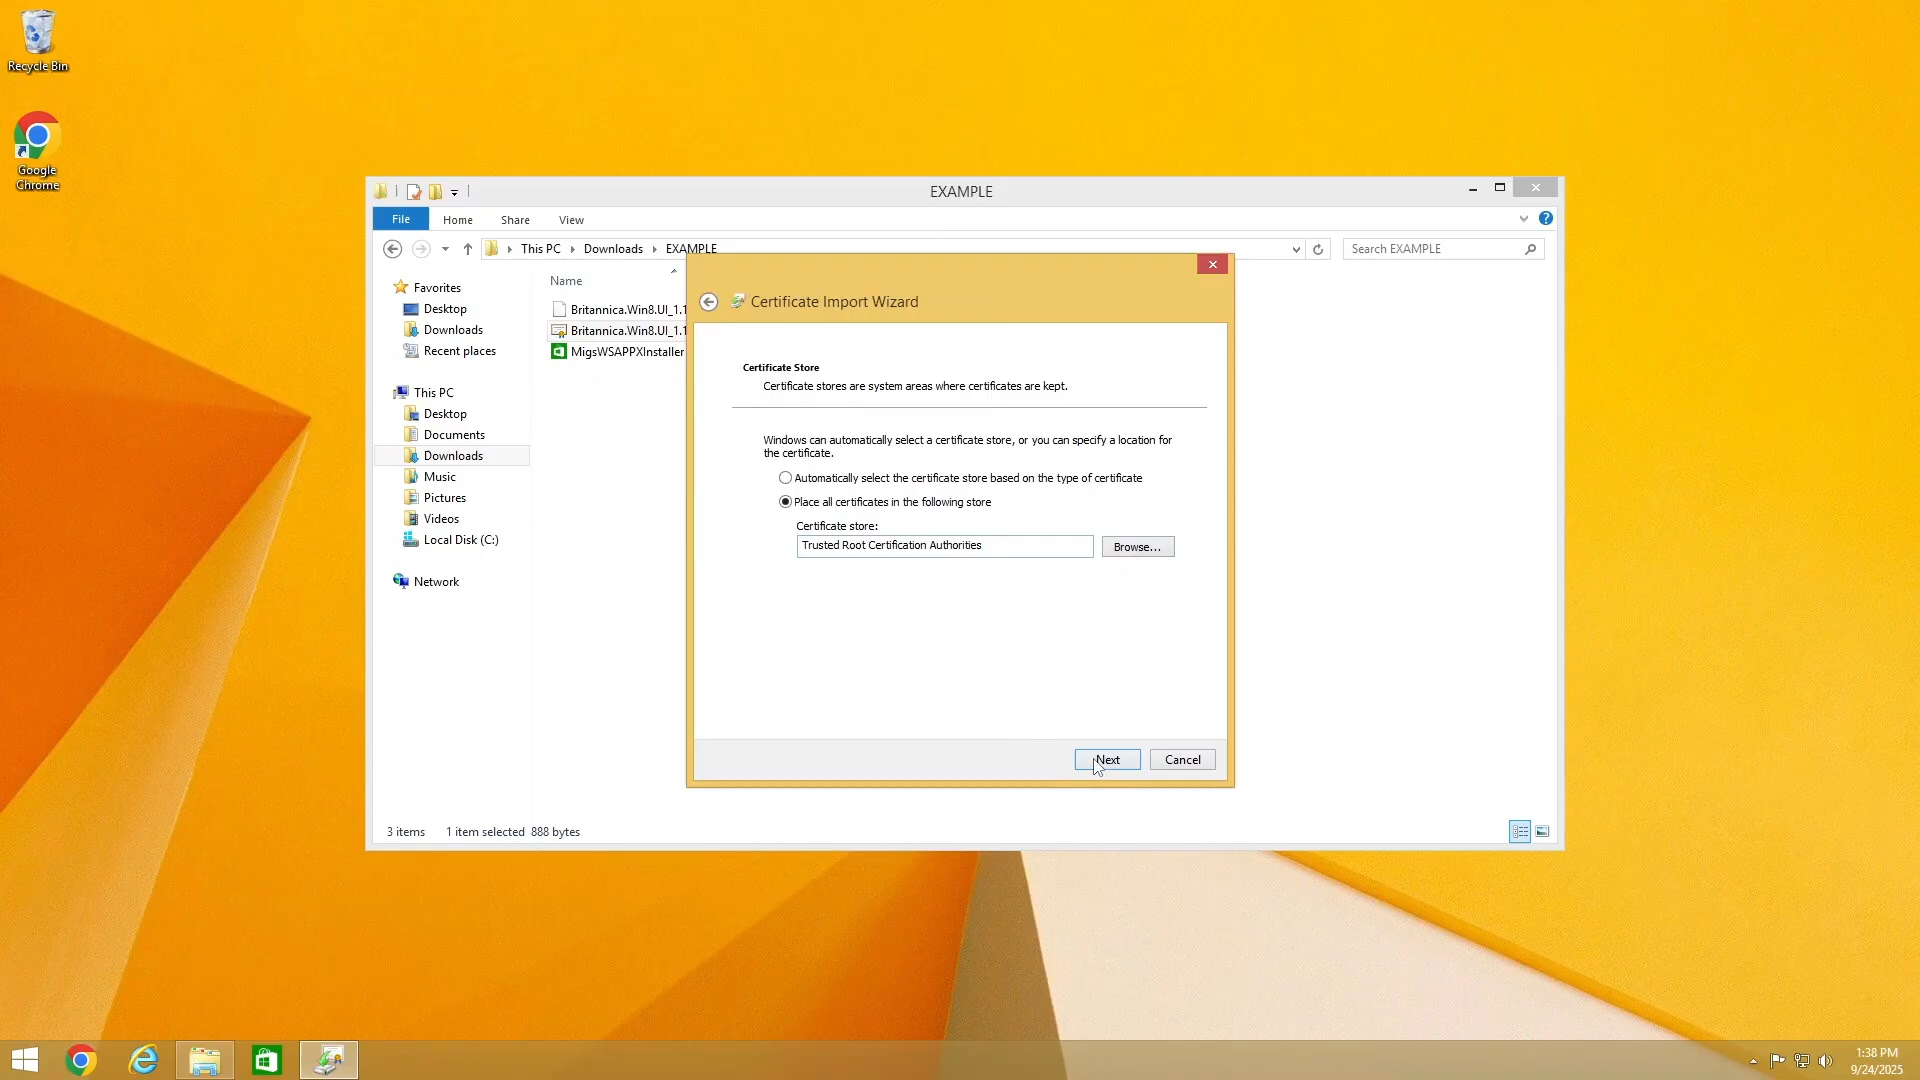 Recycle Bin
Google
Chrome
EXAMPLE
File
Home
Share
View
This PC
Downloads
EXAMPLE
Search EXAMPLE
Favorites
Desktop
Downloads
Recent places
This PC
Desktop
Documents
Downloads
Music
Pictures
Videos
Local Disk (C:)
Network
Name
Britannica.Win8.UI_1.1
Britannica.Win8.UI_1.1
MigsWSAPPXInstaller
Certificate Import Wizard
Certificate Store
Certificate stores are system areas where certificates are kept.
Windows can automatically select a certificate store, or you can specify a location for
the certificate.
Automatically select the certificate store based on the type of certificate
Place all certificates in the following store
Certificate store:
Trusted Root Certification Authorities
Browse...
Next
Cancel
3 items
1 item selected 888 bytes
1:38 PM
9/24/2025